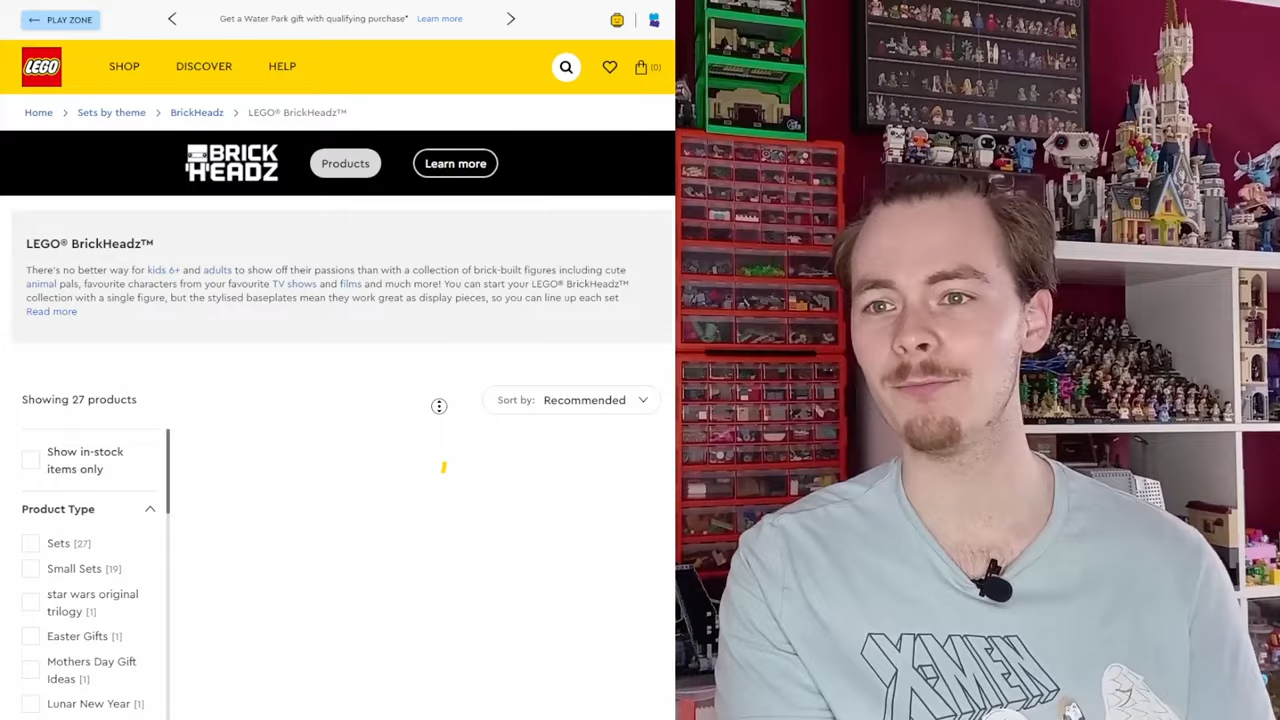 PLAY ZONE
Get a Water Park gift with qualifying purchase* Learn more
LEGO
SHOP
DISCOVER
HELP
(0)
Home
Sets by theme
BrickHeadz
LEGO® BrickHeadz™
BRICK
HEADZ
Products
Learn more
LEGO® BrickHeadz™
There's no better way for kids 6+ and adults to show off their passions than with a collection of brick-built figures including cute
animal pals, favourite characters from your favourite TV shows and films and much more! You can start your LEGO® BrickHeadz™
collection with a single figure, but the stylised baseplates mean they work great as display pieces, so you can line up each set
Read more
Showing 27 products
Sort by: Recommended
Show in-stock
items only
Product Type
Sets [27]
Small Sets [19]
star wars original
trilogy [1]
Easter Gifts [1]
Mothers Day Gift
Ideas [1]
Lunar New Year [1]
X-MEN